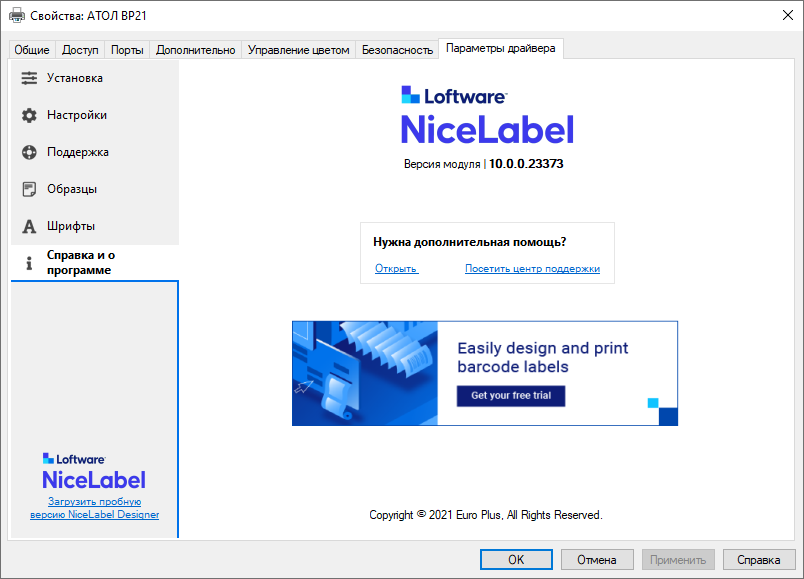 Свойства: АТОЛ BP21
Общие Доступ Порты Дополнительно Управление цветом Безопасность Параметры драйвера
Установка
Настройки
Поддержка
Образцы
Шрифты
Справка и о
программе
Loftware
NiceLabel
Загрузить пробную
версию NiceLabel Designer
Loftware™
NiceLabel
Версия модуля | 10.0.0.23373
Нужна дополнительная помощь?
Открыть Посетить центр поддержки
Easily design and print
barcode labels
Get your free trial
Copyright © 2021 Euro Plus, All Rights Reserved.
OK Отмена Применить Справка